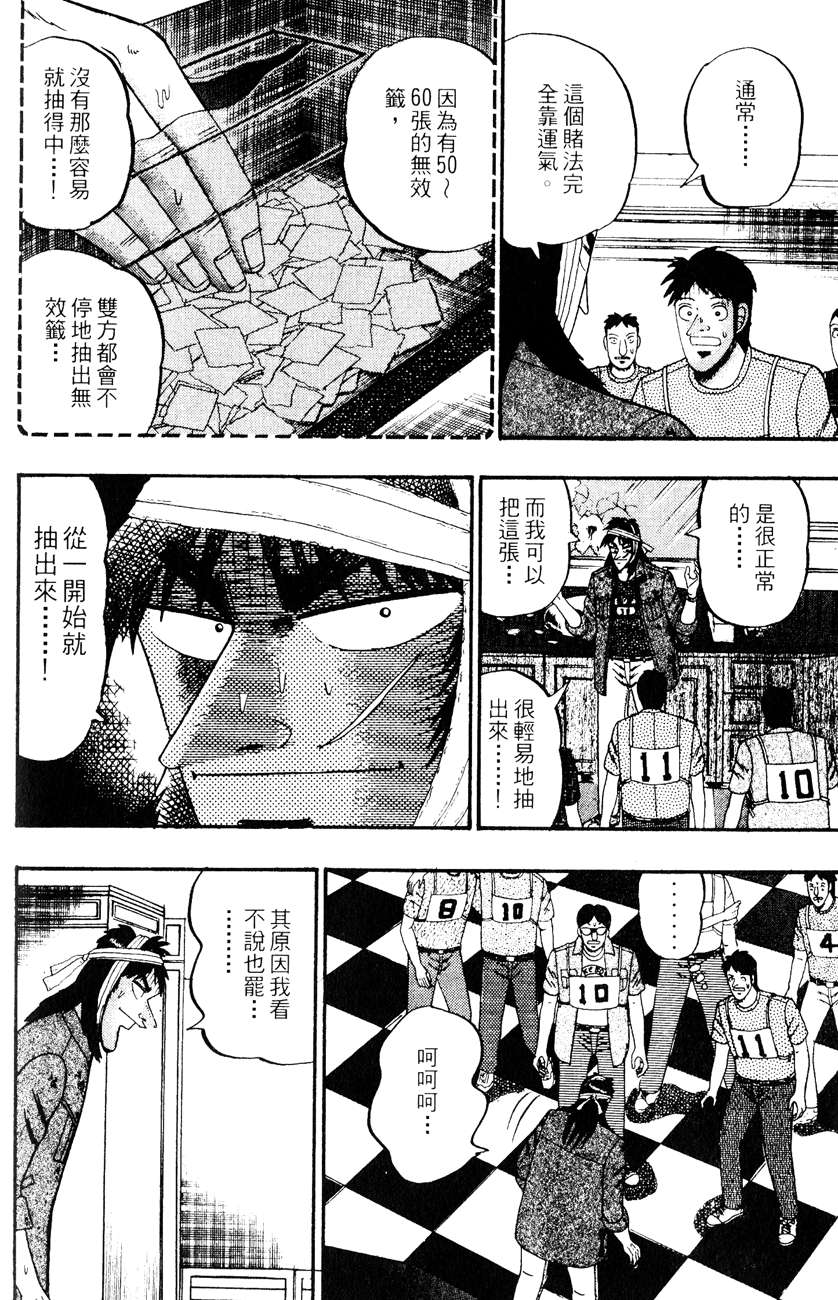 通常……
這個賭法完
全靠運氣。
因為有50～
60張的無效
籤，
沒有那麼容易
就抽得中…！
雙方都會不
停地抽出無
效籤…
是很正常
的……
而我可以
把這張…
很輕易地抽
出來……！
11
10
從一開始就
抽出來……！
…
8
10
10
4
11
呵呵呵…
其原因我看
不說也罷…
………